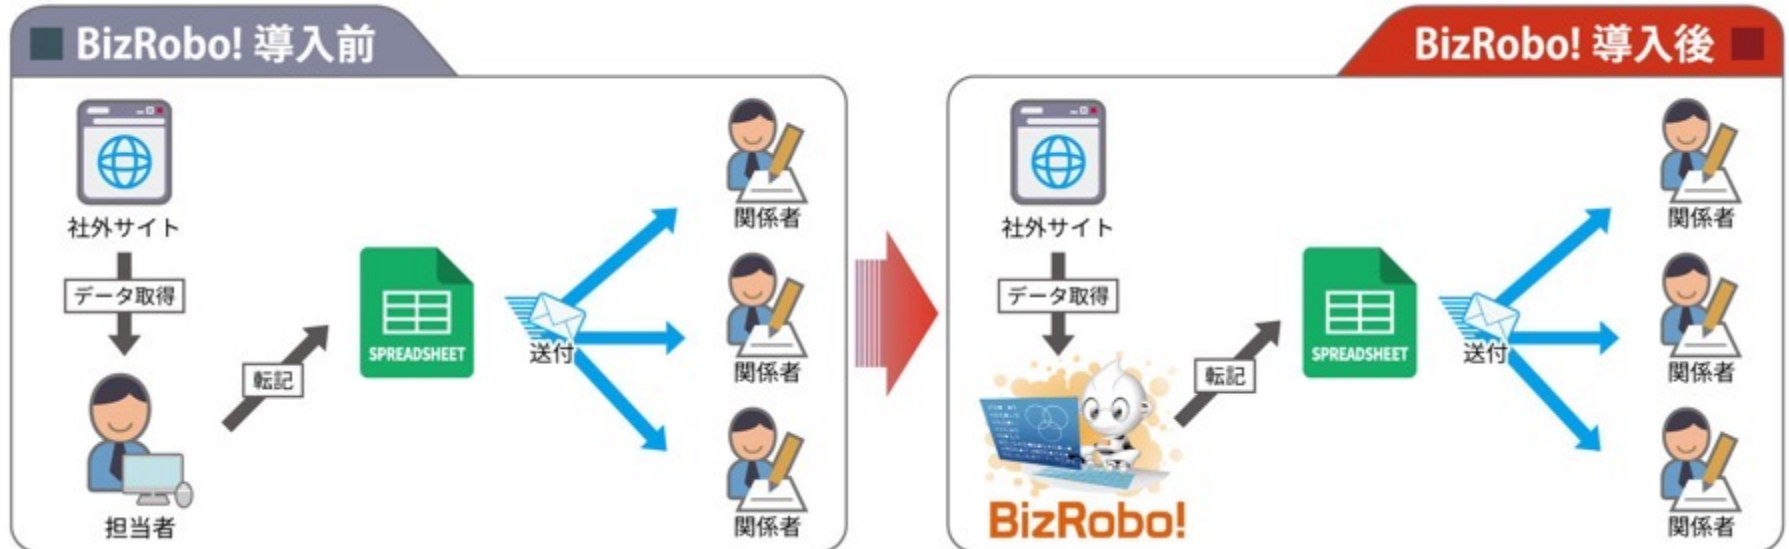 BizRobo! 導入前
社外サイト
データ取得
担当者
転記
SPREADSHEET
送付
関係者
関係者
関係者
BizRobo! 導入後
社外サイト
データ取得
BizRobo!
転記
SPREADSHEET
送付
関係者
関係者
関係者